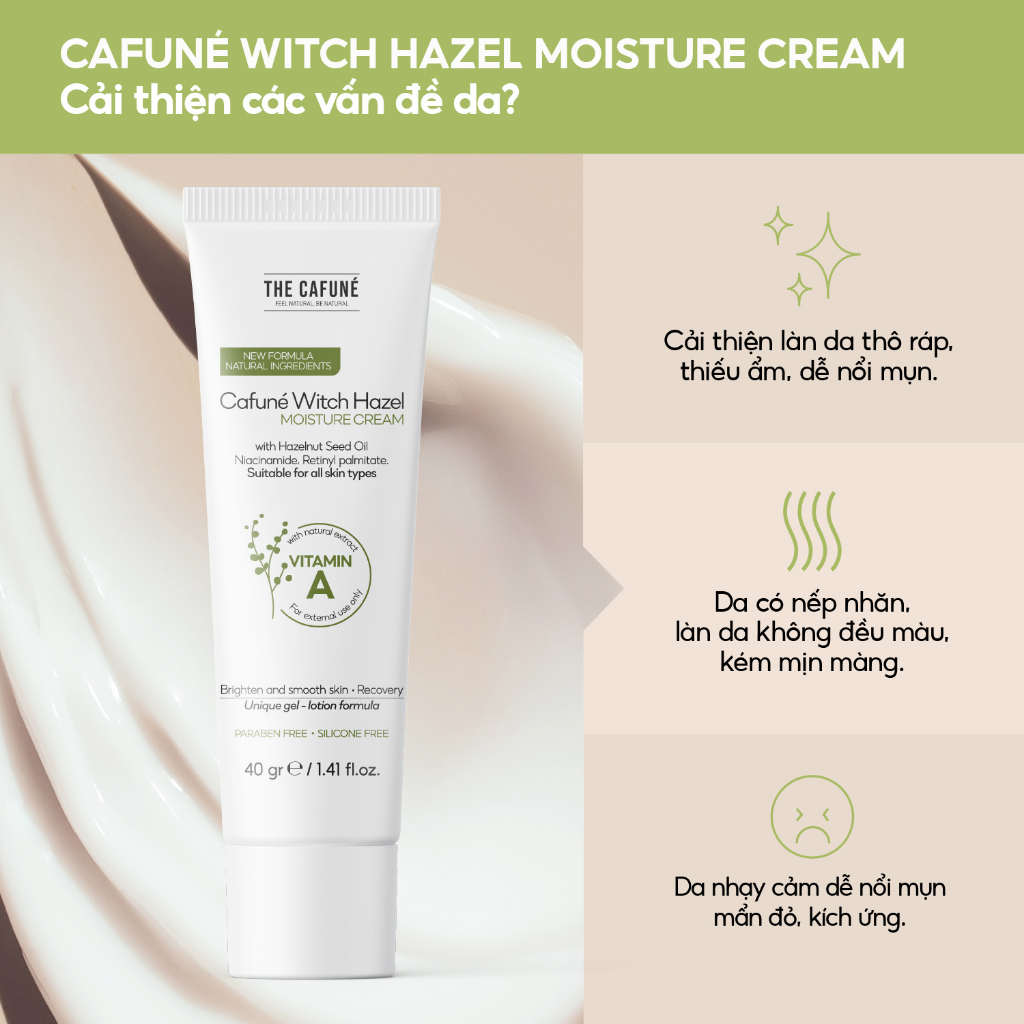 CAFUNÉ WITCH HAZEL MOISTURE CREAM
Cải thiện các vấn đề da?
THE CAFUNÉ
FEEL NATURAL, BE NATURAL
NEW FORMULA
NATURAL INGREDIENTS
Cafuné Witch Hazel
MOISTURE CREAM
with Hazelnut Seed Oil
Niacinamide, Retinyl palmitate.
Suitable for all skin types
with natural extract
VITAMIN
A
For external use only
Brighten and smooth skin • Recovery
Unique gel - lotion formula
PARABEN FREE • SILICONE FREE
40 gr ℮ / 1.41 fl.oz.
Cải thiện làn da thô ráp,
thiếu ẩm, dễ nổi mụn.
Da có nếp nhăn,
làn da không đều màu,
kém mịn màng.
Da nhạy cảm dễ nổi mụn
mẩn đỏ, kích ứng.